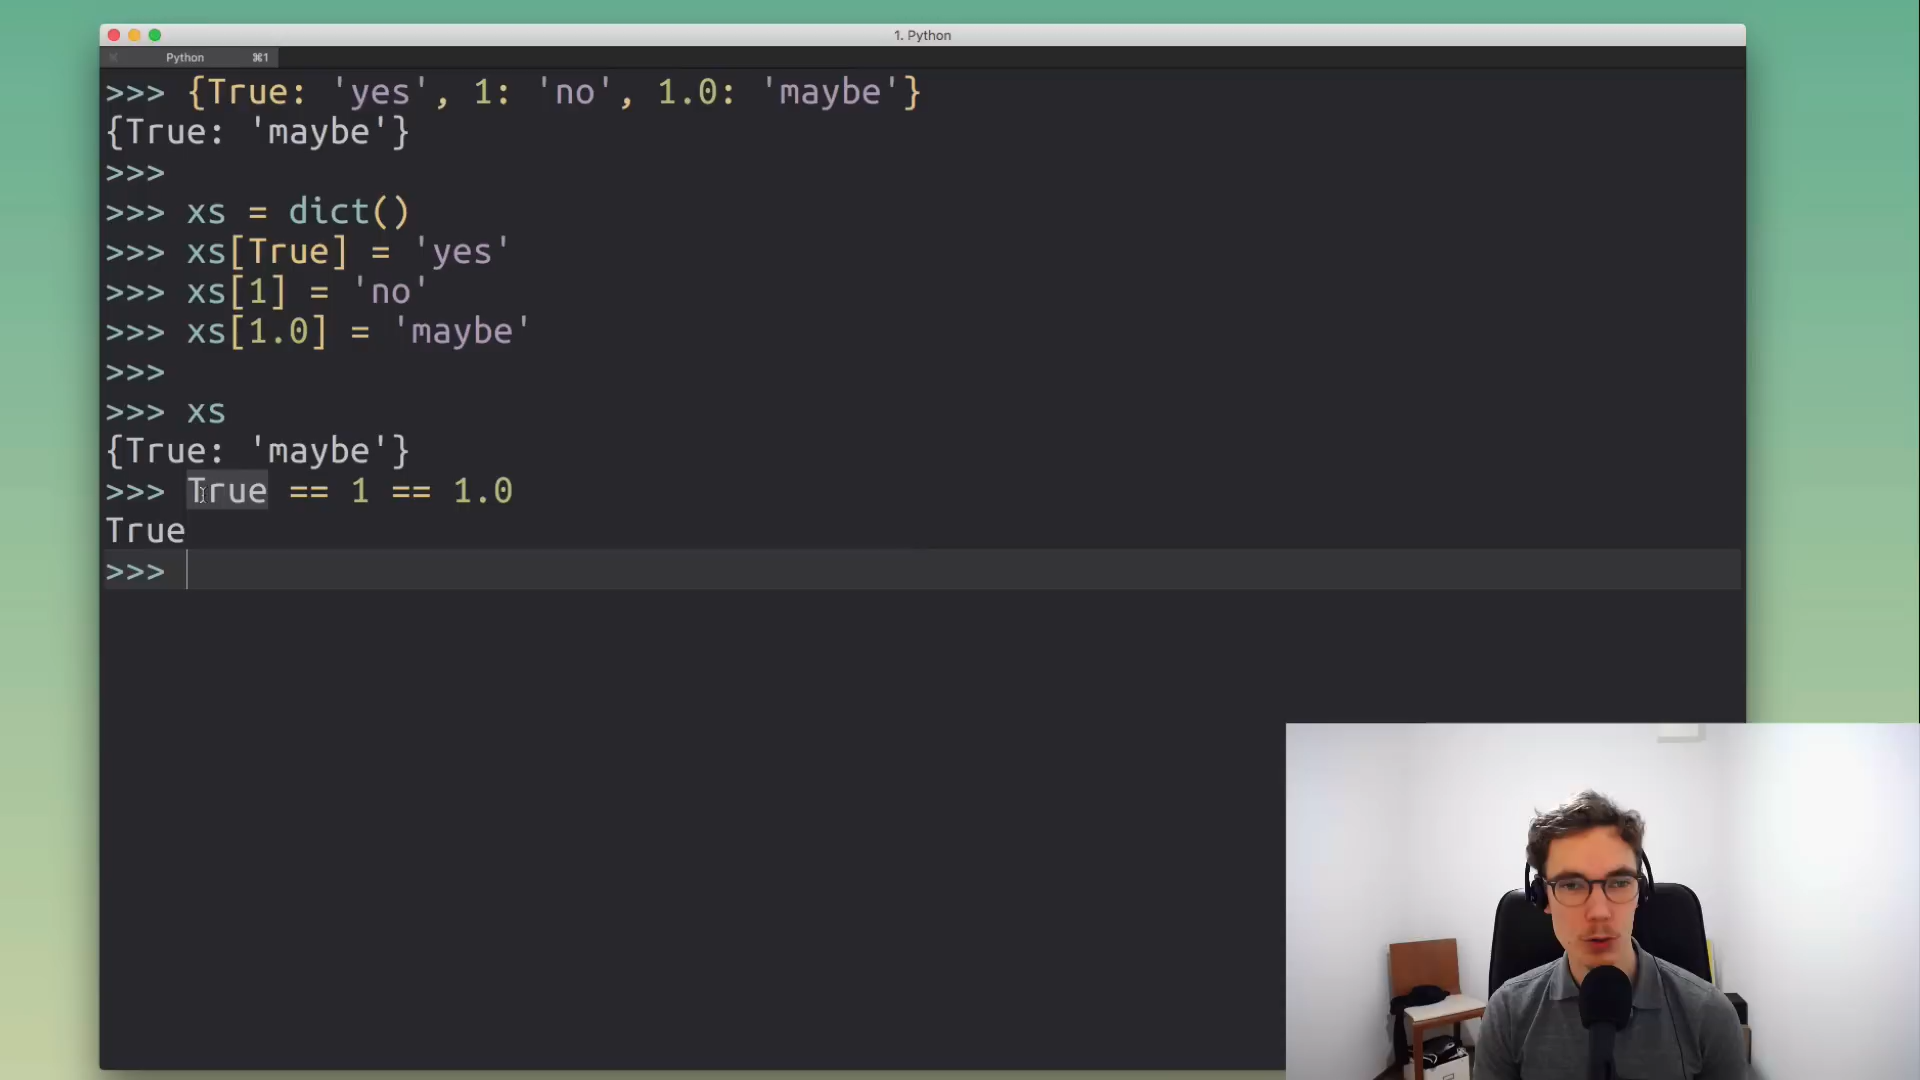 1. Python
Python ⌘1
>>> {True: 'yes', 1: 'no', 1.0: 'maybe'}
{True: 'maybe'}
>>>
>>> xs = dict()
>>> xs[True] = 'yes'
>>> xs[1] = 'no'
>>> xs[1.0] = 'maybe'
>>>
>>> xs
{True: 'maybe'}
>>> True == 1 == 1.0
True
>>>